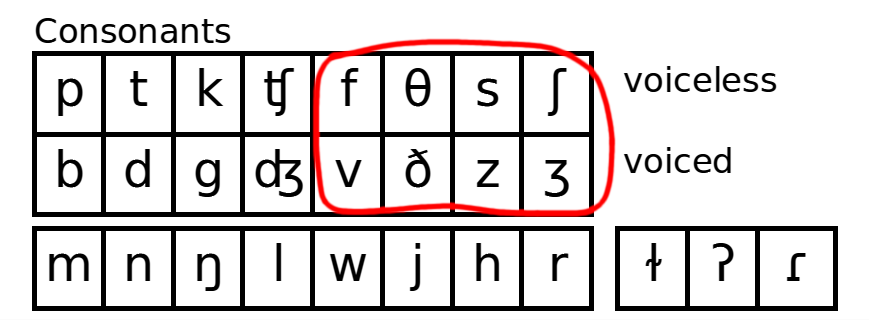 Consonants
p t k ʧ f θ s ʃ voiceless
b d g ʤ v ð z ʒ voiced
m n ŋ l w j h r ɫ ʔ ɾ